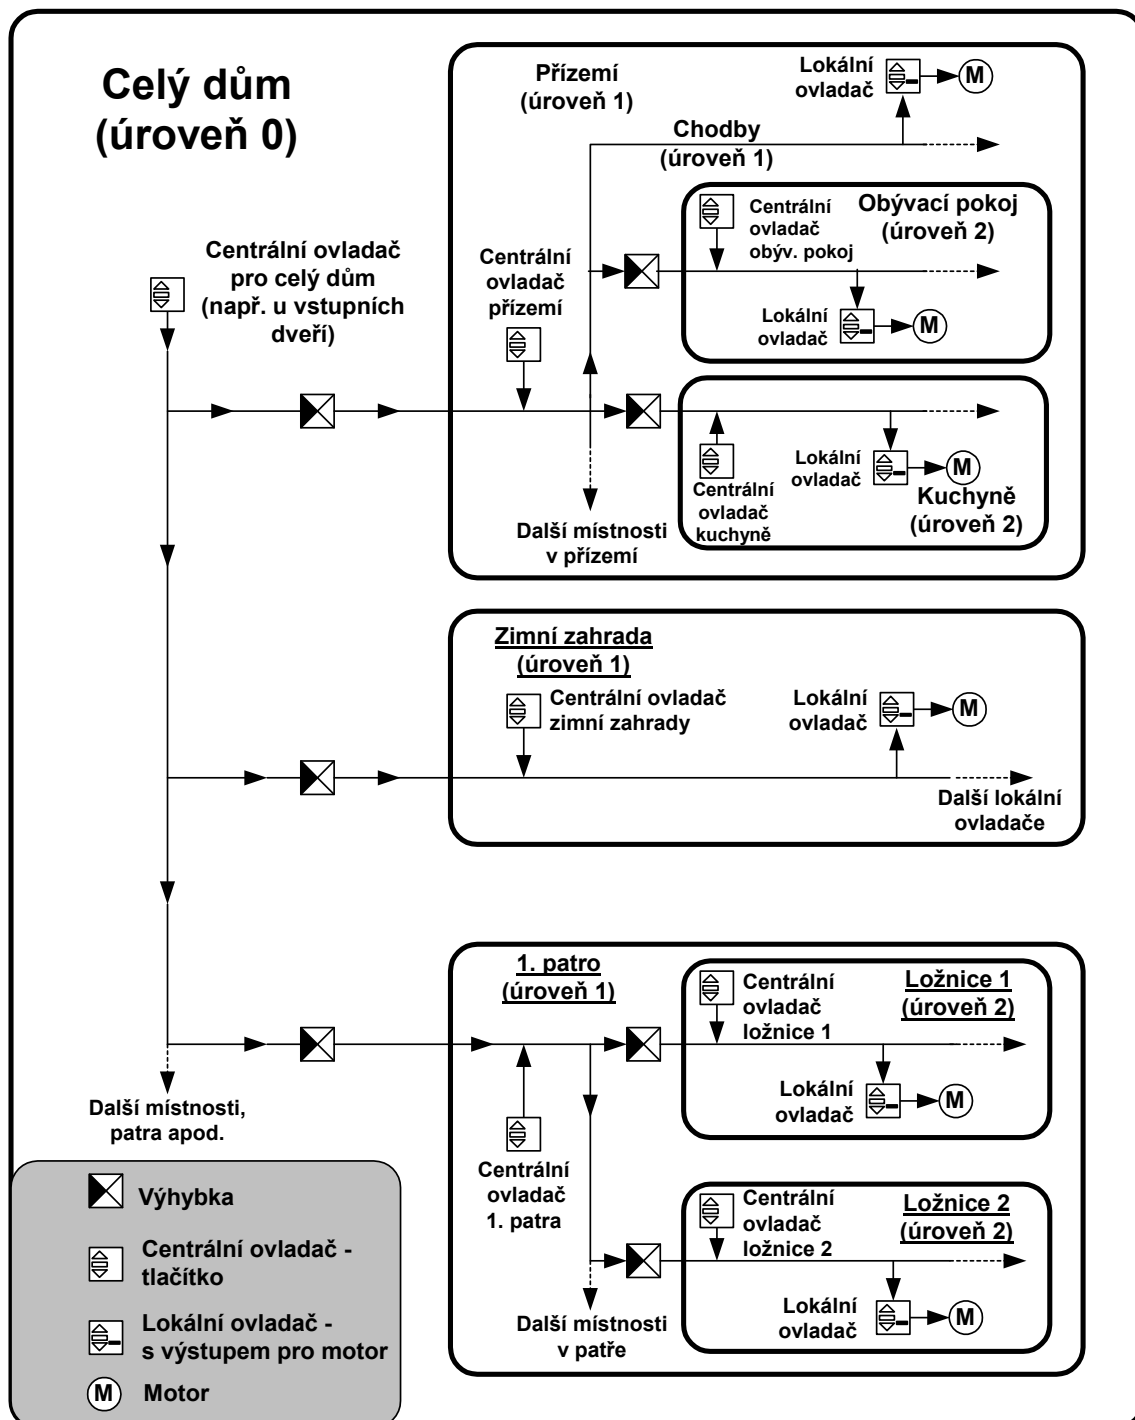 Celý dům
(úroveň 0)
Centrální ovladač
pro celý dům
(např. u vstupních
dveří)
Přízemí
(úroveň 1)
Lokální
ovladač
M
Chodby
(úroveň 1)
Centrální
ovladač
přízemí
Centrální
ovladač
obýv. pokoj
Obývací pokoj
(úroveň 2)
Lokální
ovladač
M
Lokální
ovladač
M
Centrální
ovladač
kuchyně
Kuchyně
(úroveň 2)
Další místnosti
v přízemí
Zimní zahrada
(úroveň 1)
Centrální ovladač
zimní zahrady
Lokální
ovladač
M
Další lokální
ovladače
1. patro
(úroveň 1)
Centrální
ovladač
ložnice 1
Ložnice 1
(úroveň 2)
Lokální
ovladač
M
Další místnosti,
patra apod.
Centrální
ovladač
1. patra
Centrální
ovladač
ložnice 2
Ložnice 2
(úroveň 2)
Lokální
ovladač
M
Další místnosti
v patře
Výhybka
Centrální ovladač -
tlačítko
Lokální ovladač -
s výstupem pro motor
M
Motor